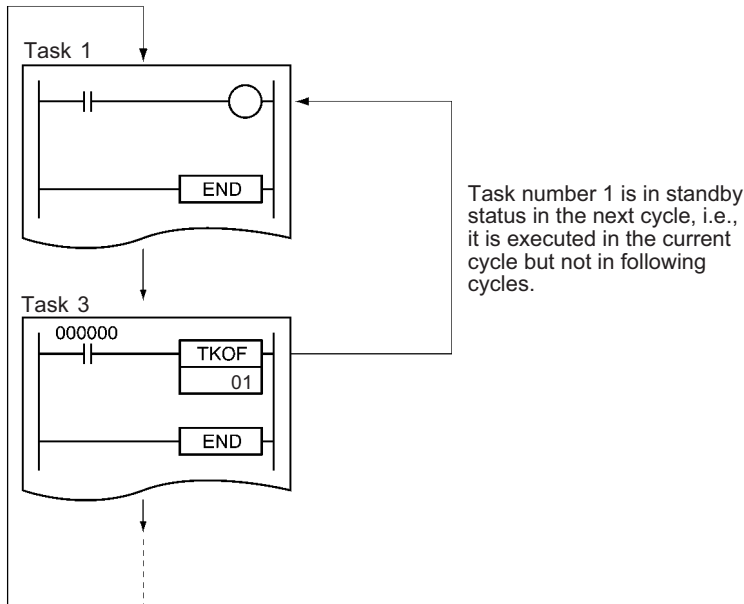 Task 1
END
Task number 1 is in standby
status in the next cycle, i.e.,
it is executed in the current
cycle but not in following
cycles.
Task 3
000000
TKOF
01
END